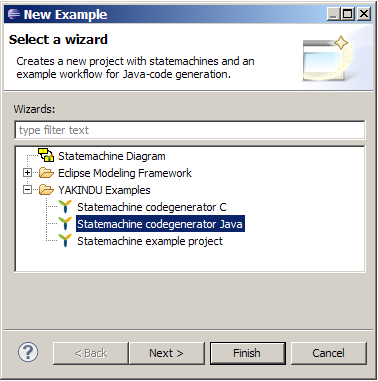 New Example
Select a wizard
Creates a new project with statemachines and an
example workflow for Java-code generation.
Wizards:
type filter text
Statemachine Diagram
Eclipse Modeling Framework
YAKINDU Examples
Statemachine codegenerator C
Statemachine codegenerator Java
Statemachine example project
?
< Back
Next >
Finish
Cancel